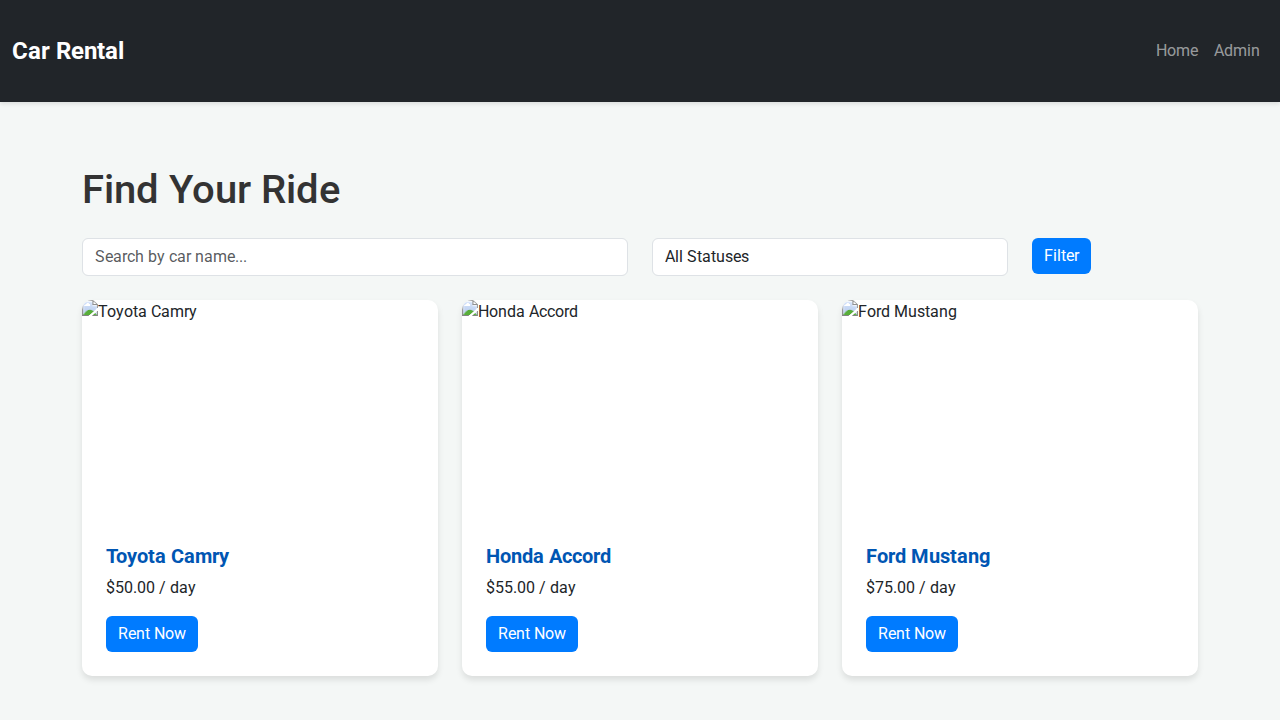 Car Rental
Home Admin
Find Your Ride
Search by car name...
All Statuses
Filter
Toyota Camry
Honda Accord
Ford Mustang
Toyota Camry
$50.00 / day
Rent Now
Honda Accord
$55.00 / day
Rent Now
Ford Mustang
$75.00 / day
Rent Now